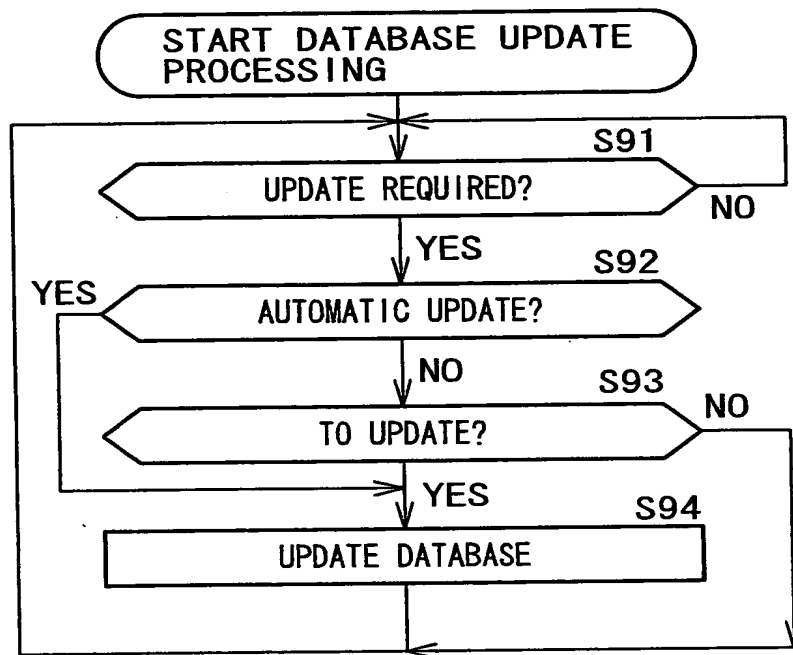 START DATABASE UPDATE
PROCESSING
S91
UPDATE REQUIRED?
NO
YES
S92
YES
AUTOMATIC UPDATE?
NO
S93
NO
TO UPDATE?
YES
S94
UPDATE DATABASE